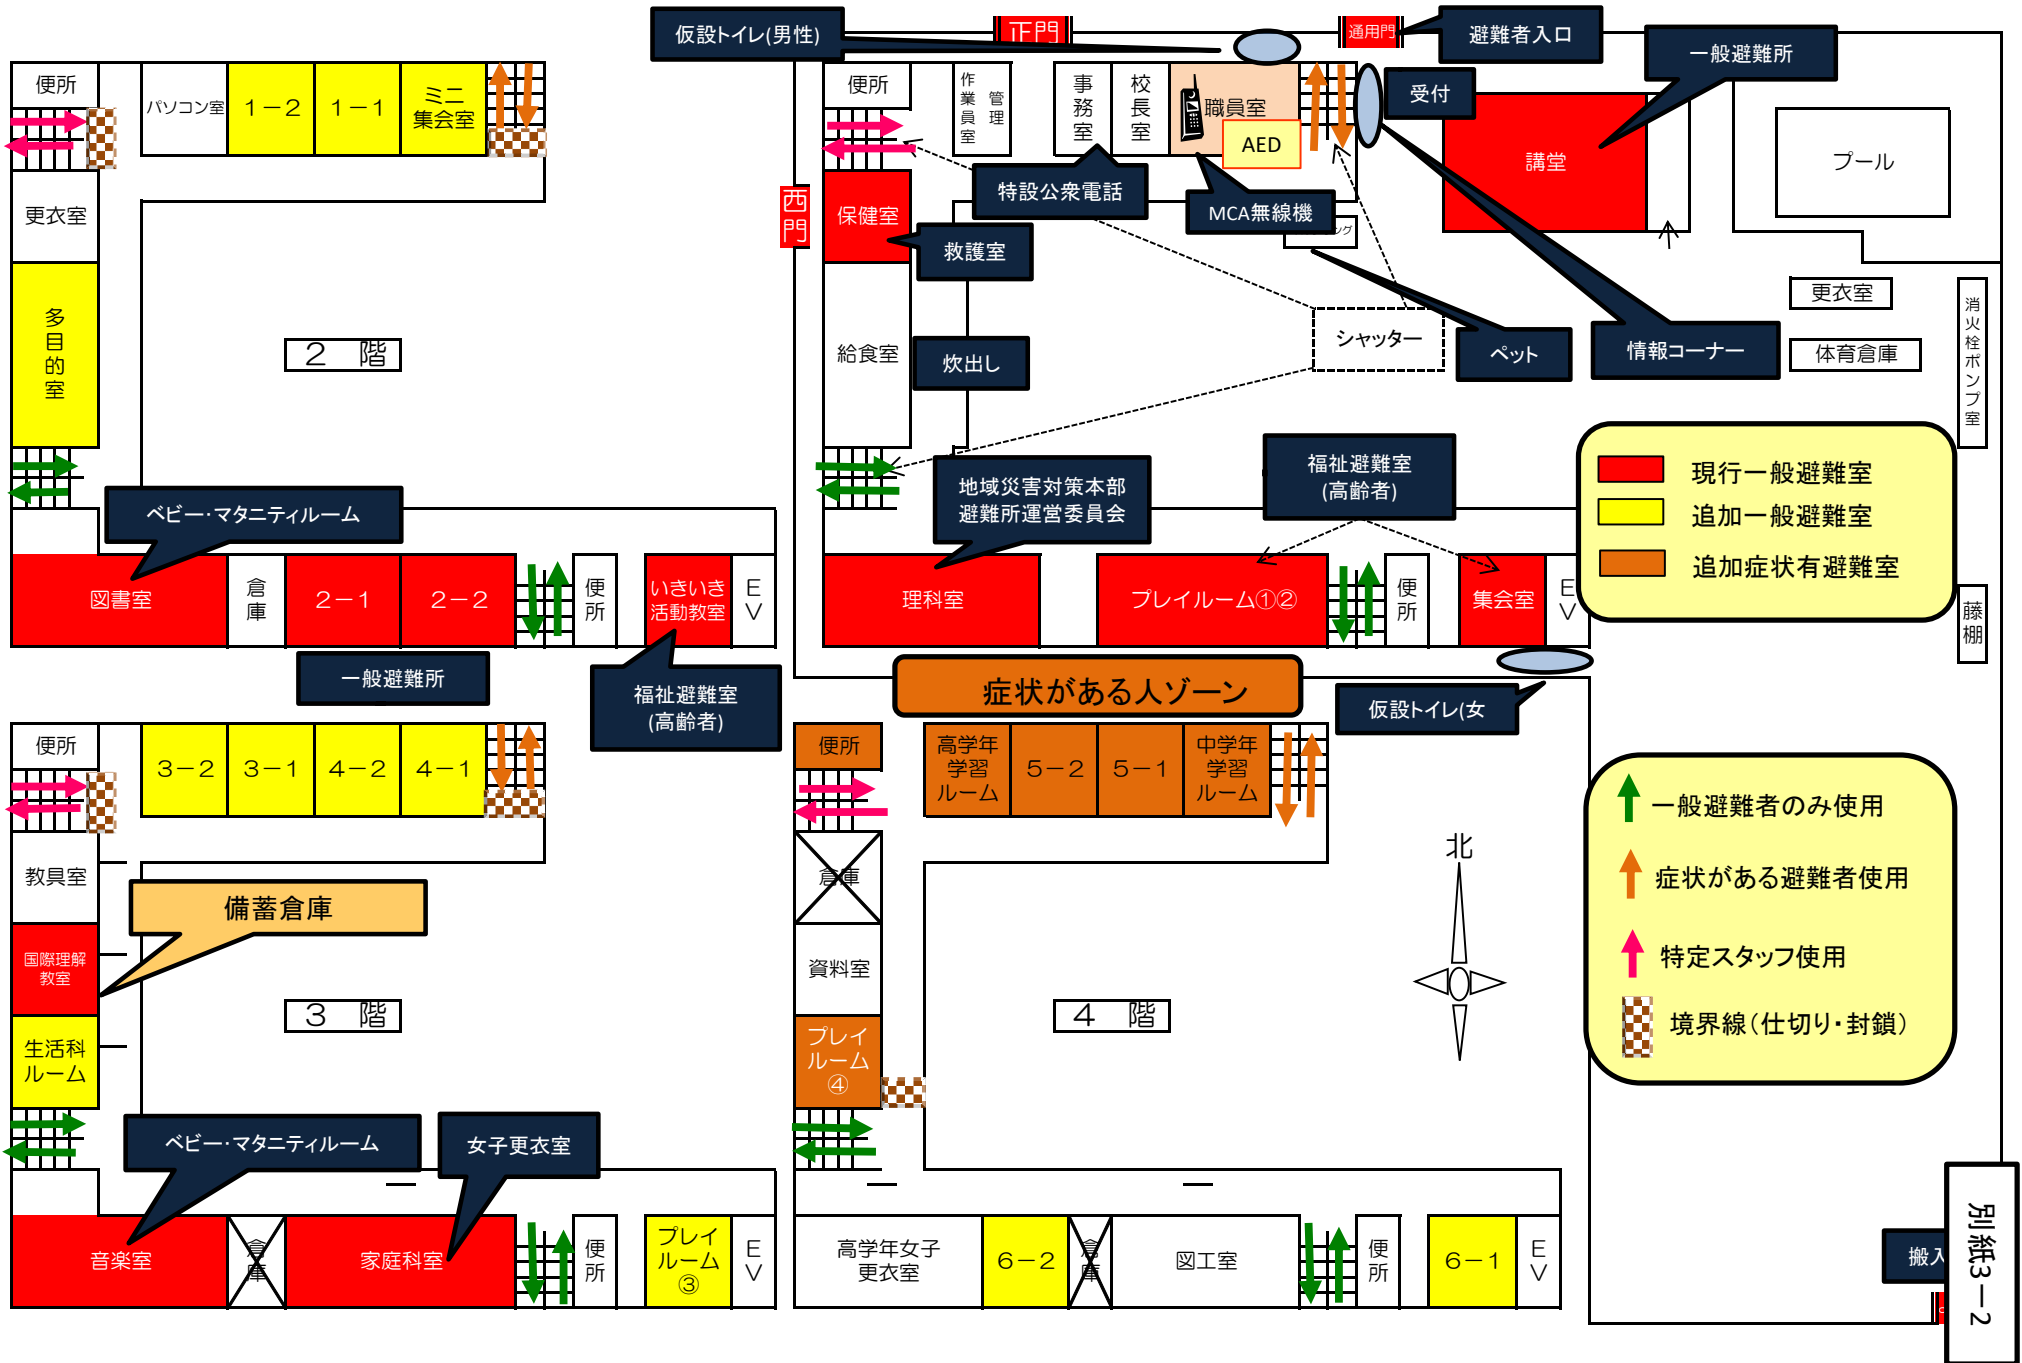 仮設トイレ(男性)
正門
通用門
避難者入口
一般避難所
受付
便所
パソコン室
1－2
1－1
ミニ
集会室
更衣室
多目的室
2　階
ベビー・マタニティルーム
図書室
倉庫
2－1
2－2
便所
いきいき
活動教室
EV
一般避難所
福祉避難室
(高齢者)
西門
便所
作業員室
管理
事務室
校長室
職員室
AED
特設公衆電話
MCA無線機
保健室
救護室
給食室
炊出し
シャッター
ペット
情報コーナー
講堂
プール
更衣室
体育倉庫
消火栓ポンプ室
藤棚
地域災害対策本部
避難所運営委員会
福祉避難室
(高齢者)
理科室
プレイルーム①②
便所
集会室
EV
現行一般避難室
追加一般避難室
追加症状有避難室
症状がある人ゾーン
仮設トイレ(女
便所
3－2
3－1
4－2
4－1
教具室
備蓄倉庫
国際理解
教室
生活科
ルーム
3　階
ベビー・マタニティルーム
女子更衣室
音楽室
倉庫
家庭科室
便所
プレイ
ルーム
③
EV
便所
高学年
学習
ルーム
5－2
5－1
中学年
学習
ルーム
倉庫
資料室
プレイ
ルーム
④
4　階
北
高学年女子
更衣室
6－2
倉庫
図工室
便所
6－1
EV
一般避難者のみ使用
症状がある避難者使用
特定スタッフ使用
境界線（仕切り・封鎖）
搬入
別紙3－2